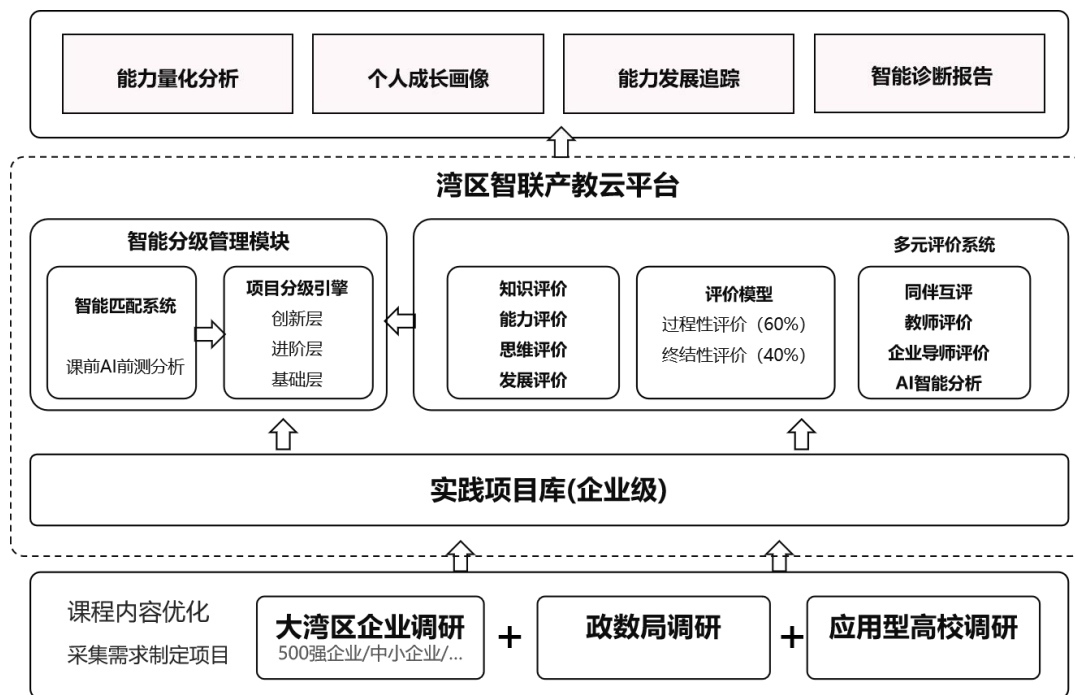 能力量化分析
个人成长画像
能力发展追踪
智能诊断报告
湾区智联产教云平台
智能分级管理模块
智能匹配系统
课前AI前测分析
项目分级引擎
创新层
进阶层
基础层
多元评价系统
知识评价
能力评价
思维评价
发展评价
评价模型
过程性评价（60%）
终结性评价（40%）
同伴互评
教师评价
企业导师评价
AI智能分析
实践项目库(企业级)
课程内容优化
采集需求制定项目
大湾区企业调研
500强企业/中小企业/...
+
政数局调研
+
应用型高校调研